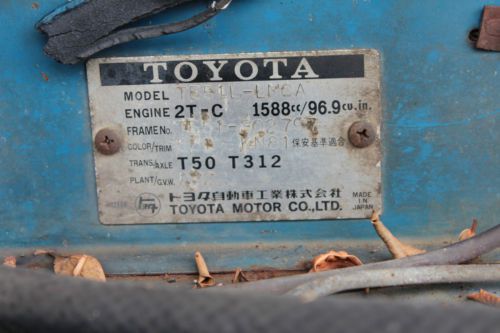 TOYOTA
MODEL
ENGINE 2T-C 1588cc/96.9cu.in.
FRAME No.
COLOR/TRIM 保安基準適合
TRANS/AXLE T50 T312
PLANT/G.V.W.
トヨタ自動車工業株式会社
TOYOTA MOTOR CO.,LTD.
MADE IN JAPAN